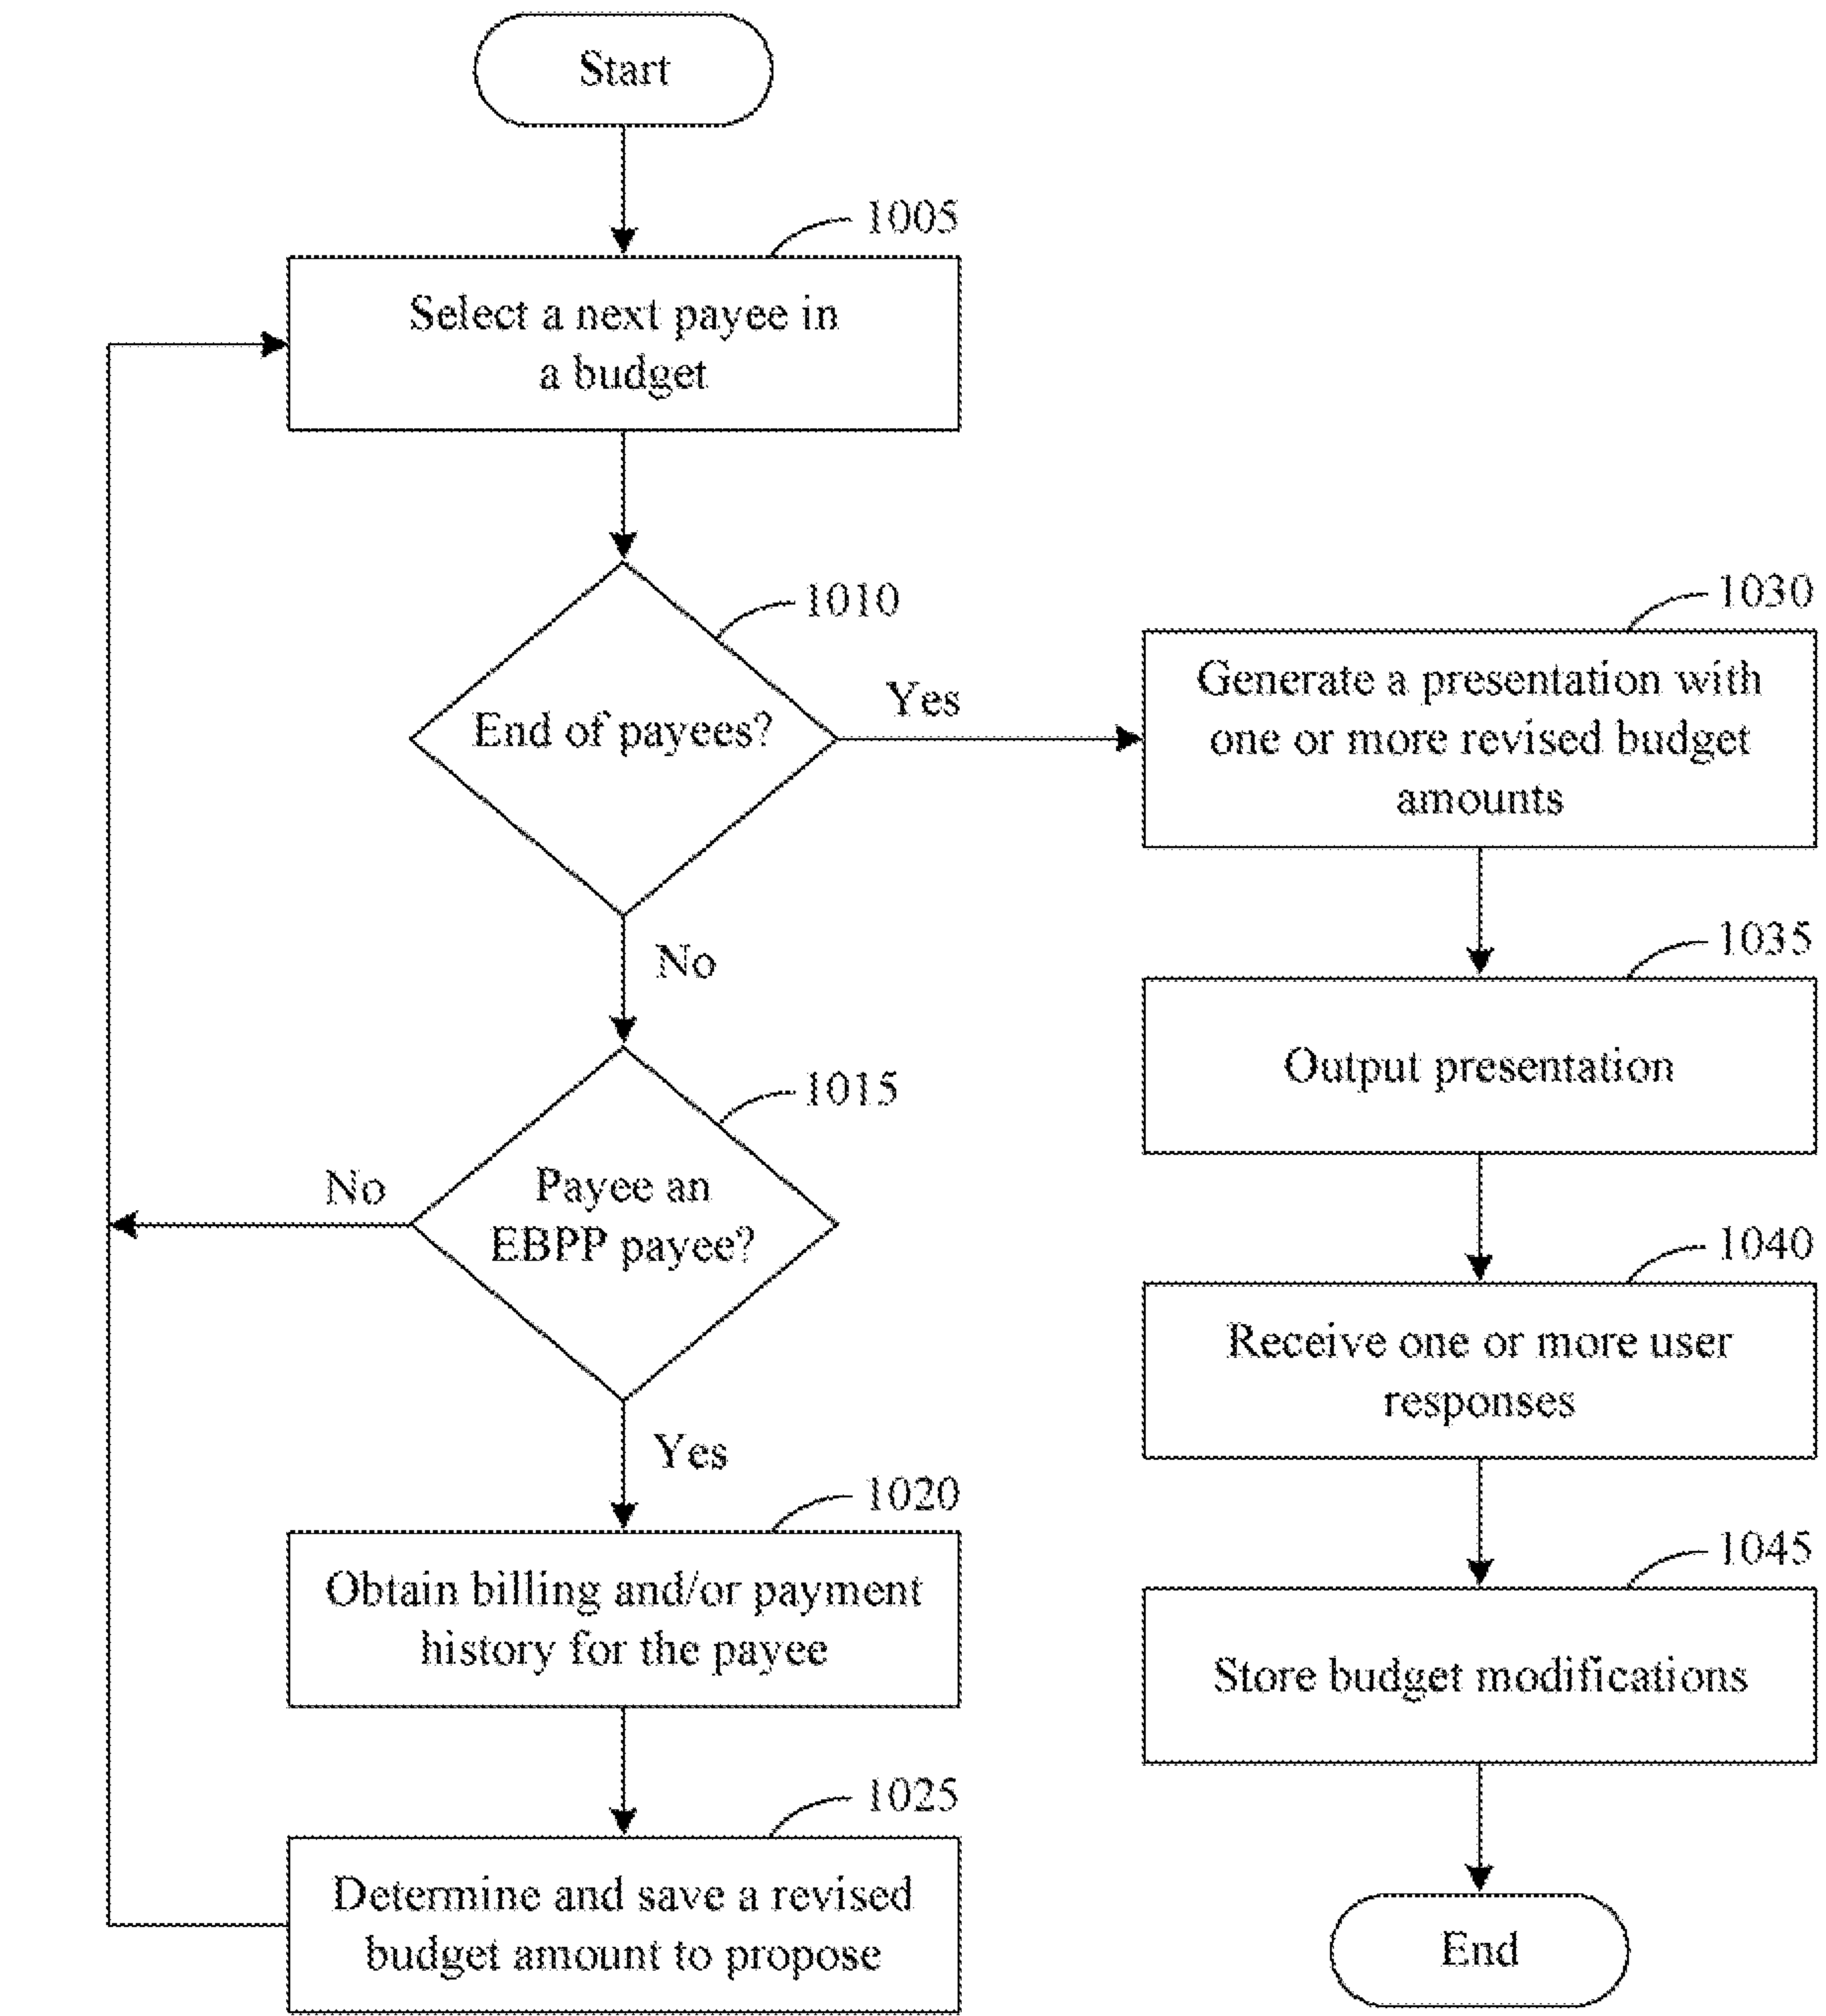 Start
1005
Select a next payee in
a budget
1010
End of payees?
Yes
No
1015
Payee an
EBPP payee?
No
Yes
1020
Obtain billing and/or payment
history for the payee
1025
Determine and save a revised
budget amount to propose
1030
Generate a presentation with
one or more revised budget
amounts
1035
Output presentation
1040
Receive one or more user
responses
1045
Store budget modifications
End